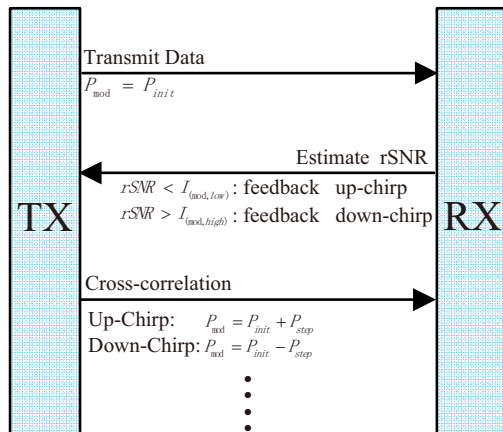 Transmit Data
P_mod = P_init
Estimate rSNR
rSNR < I_(mod,low): feedback up-chirp
rSNR > I_(mod,high): feedback down-chirp
TX
RX
Cross-correlation
Up-Chirp: P_mod = P_init + P_step
Down-Chirp: P_mod = P_init − P_step